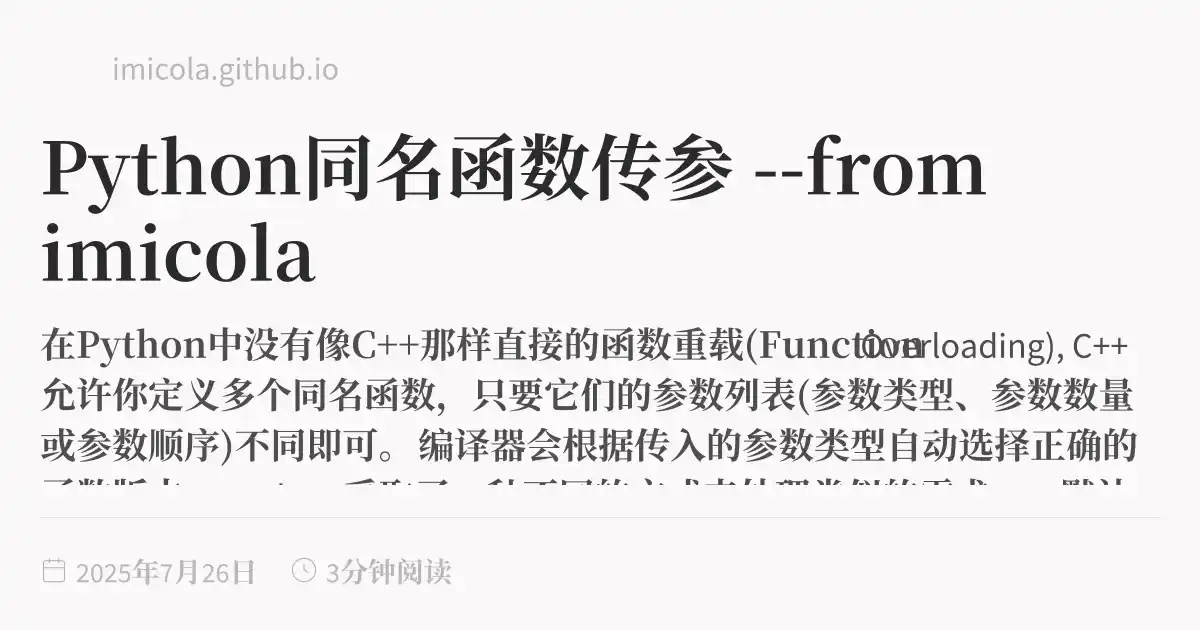 imicola.github.io
Python同名函数传参 --from
imicola
在Python中没有像C++那样直接的函数重载(Function Overloading), C++
允许你定义多个同名函数，只要它们的参数列表(参数类型、参数数量
或参数顺序)不同即可。编译器会根据传入的参数类型自动选择正确的
2025年7月26日
3分钟阅读